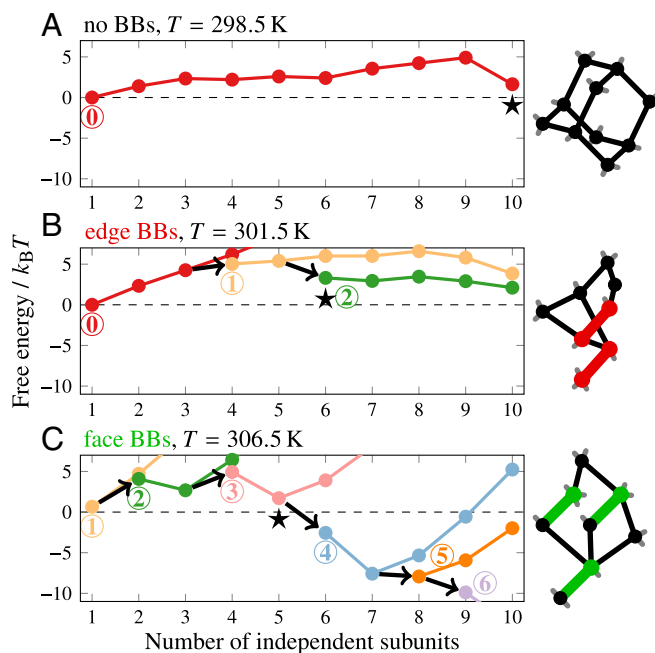 A no BBs, T = 298.5 K
5
0
−5
−10
0
1 2 3 4 5 6 7 8 9 10
B edge BBs, T = 301.5 K
5
0
−5
−10
0
1
2
1 2 3 4 5 6 7 8 9 10
C face BBs, T = 306.5 K
5
0
−5
−10
1
2
3
4
5
6
1 2 3 4 5 6 7 8 9 10
Number of independent subunits
Free energy / kBT